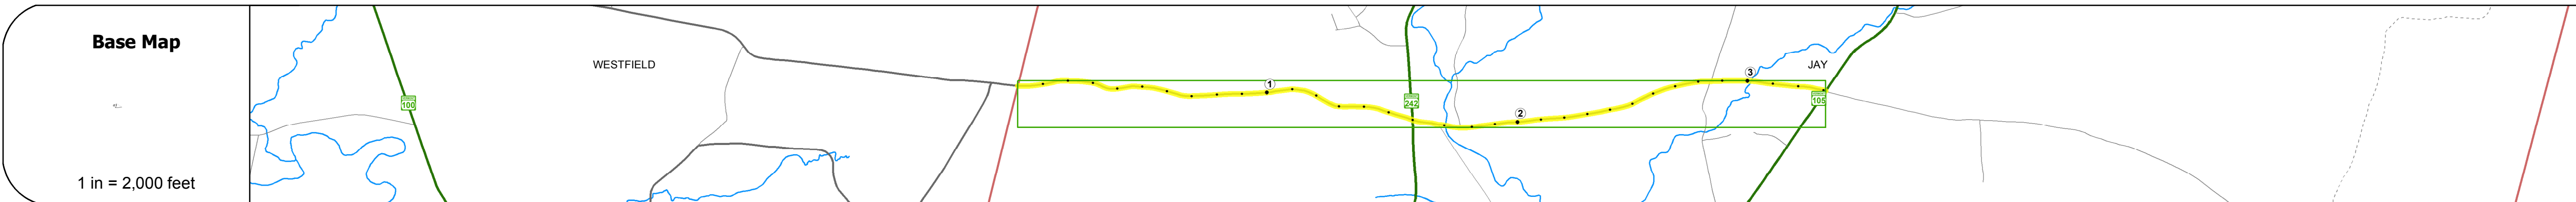 Base Map
1 in = 2,000 feet
WESTFIELD
100
1
242
2
3
JAY
105